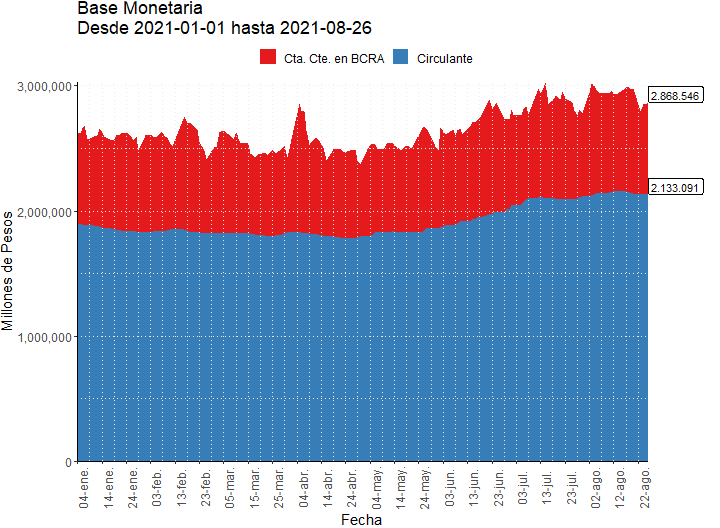 Base Monetaria
Desde 2021-01-01 hasta 2021-08-26
Cta. Cte. en BCRA
Circulante
3,000,000
2,000,000
1,000,000
0
Millones de Pesos
2.868.546
2.133.091
04-ene.
14-ene.
24-ene.
03-feb.
13-feb.
23-feb.
05-mar.
15-mar.
25-mar.
04-abr.
14-abr.
24-abr.
04-may.
14-may.
24-may.
03-jun.
13-jun.
23-jun.
03-jul.
13-jul.
23-jul.
02-ago.
12-ago.
22-ago.
Fecha